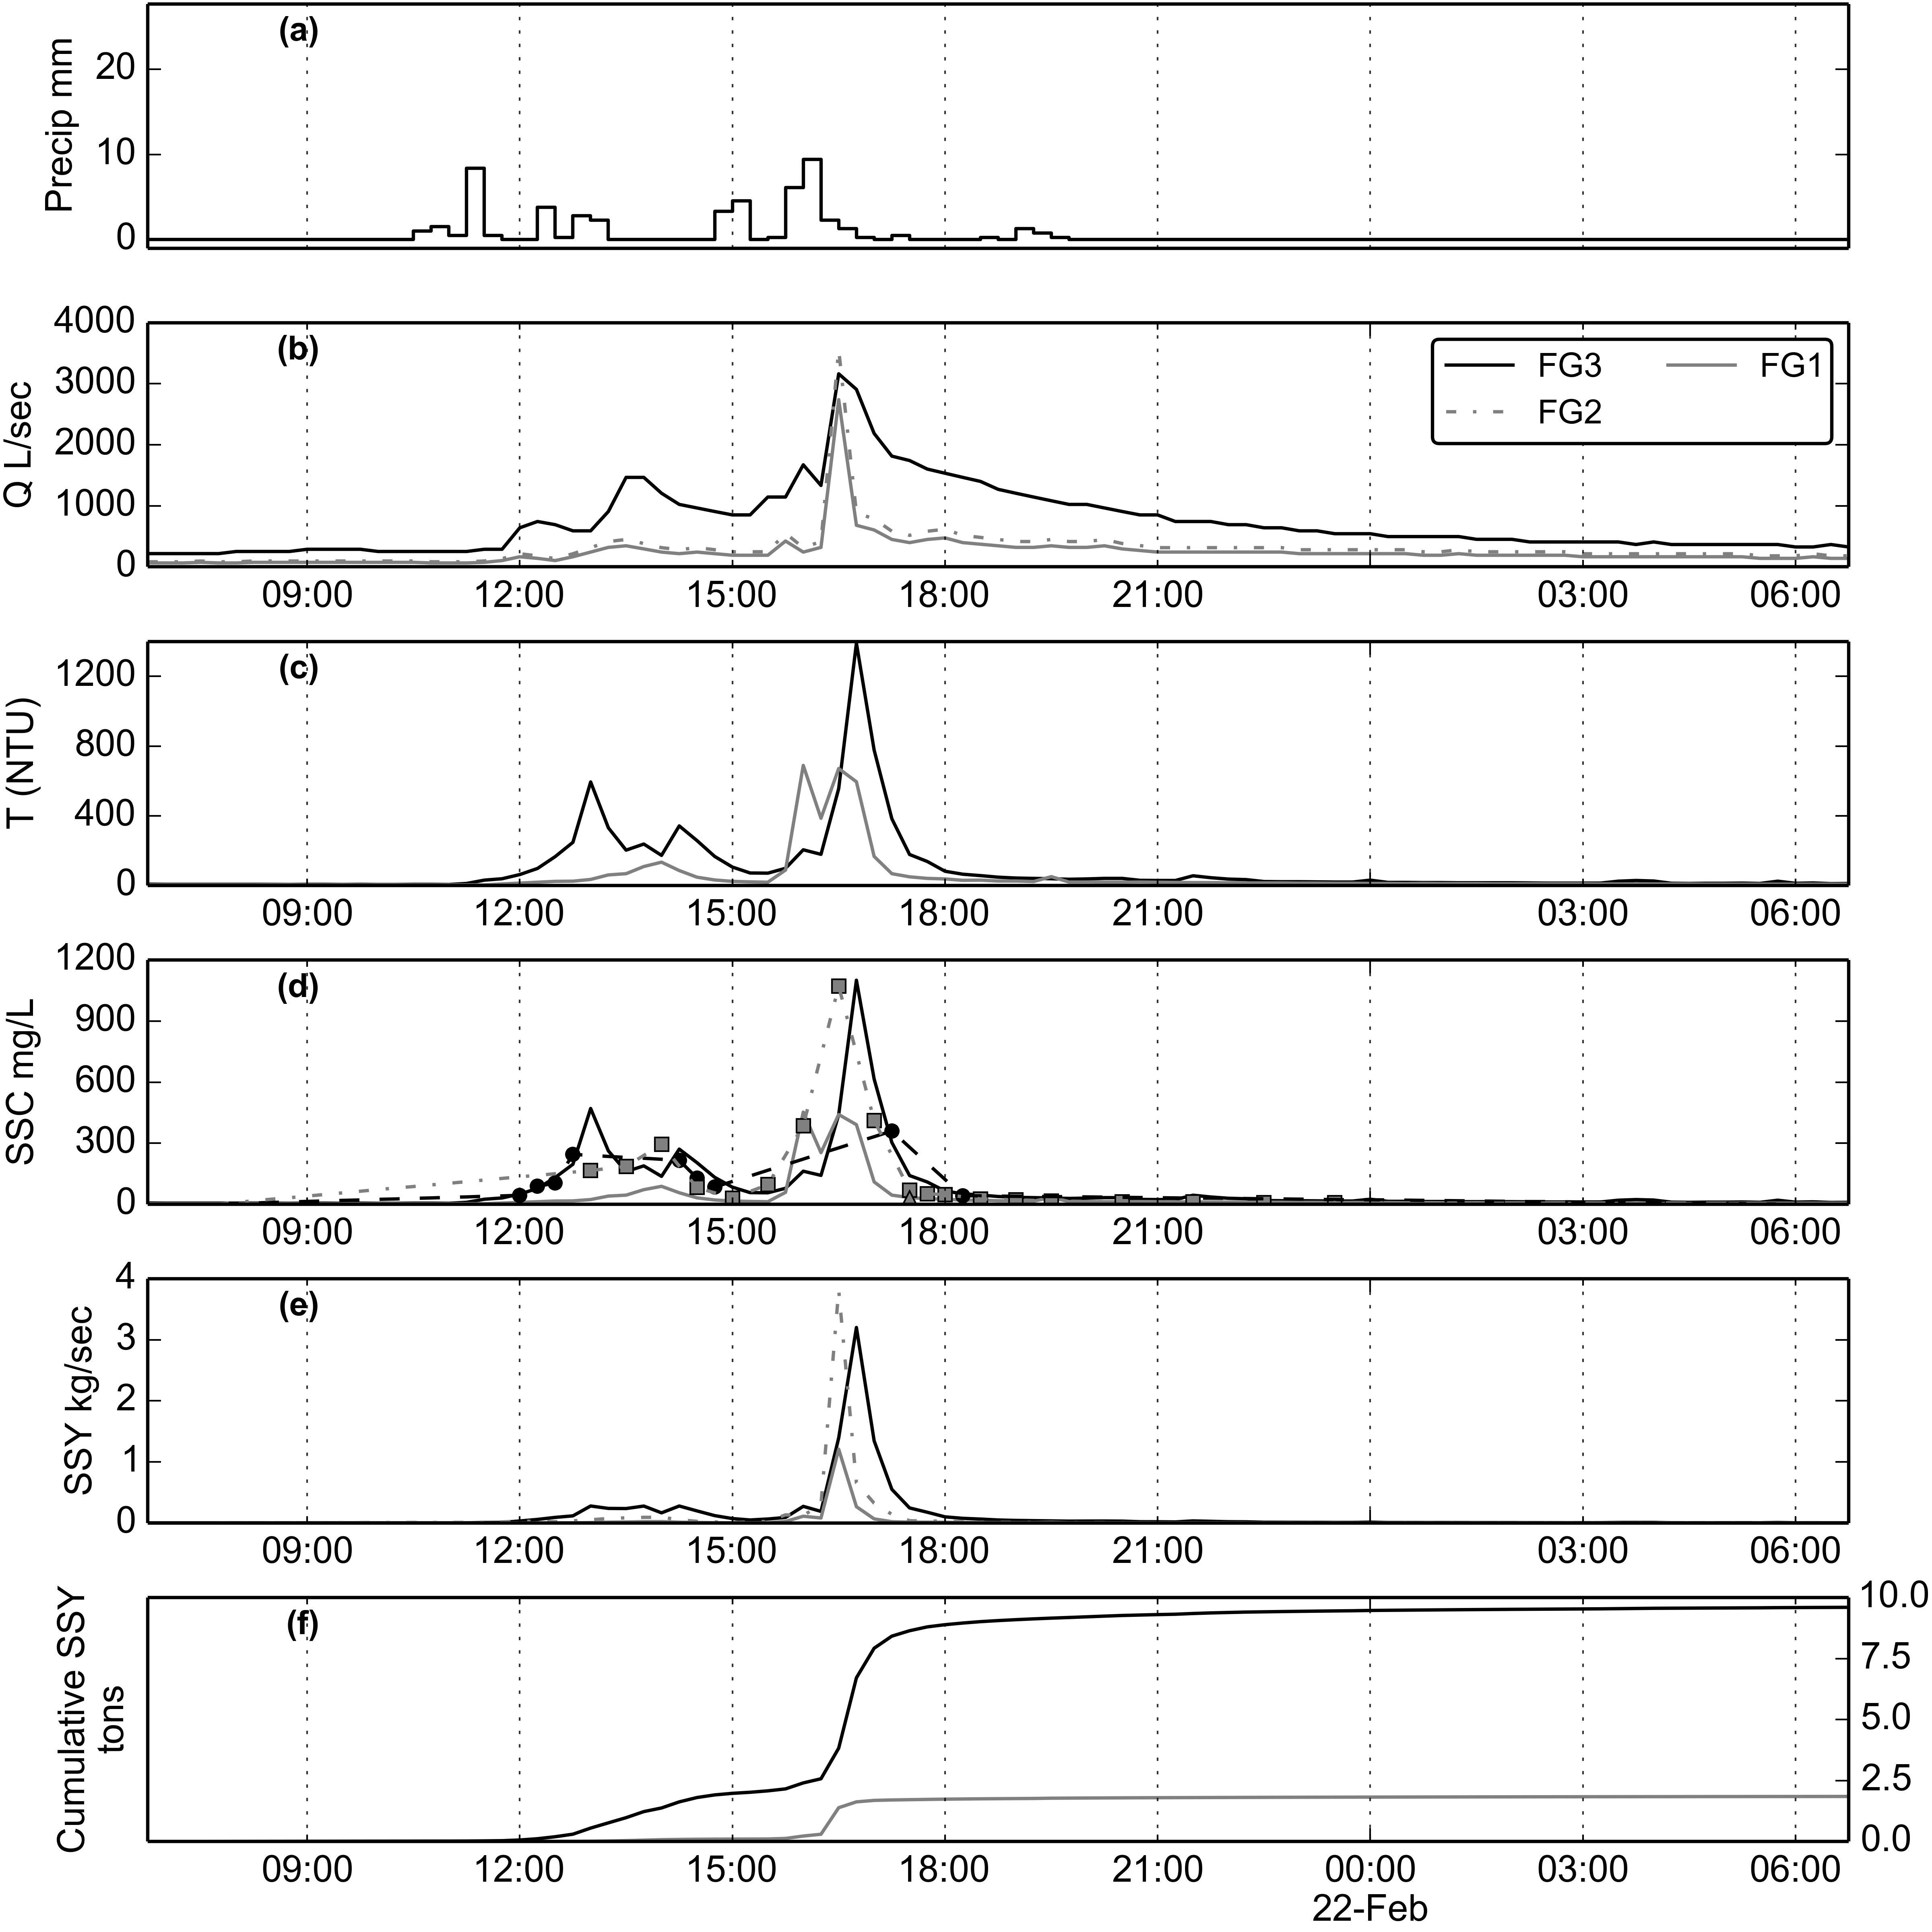 (a)
Precip mm
20
10
0
(b)
Q L/sec
4000
3000
2000
1000
0
FG3 FG1
FG2
09:00 12:00 15:00 18:00 21:00 03:00 06:00
(c)
T (NTU)
1200
800
400
0
09:00 12:00 15:00 18:00 21:00 03:00 06:00
(d)
SSC mg/L
1200
900
600
300
0
09:00 12:00 15:00 18:00 21:00 03:00 06:00
(e)
SSY kg/sec
4
3
2
1
0
09:00 12:00 15:00 18:00 21:00 03:00 06:00
(f)
Cumulative SSY
tons
10.0
7.5
5.0
2.5
0.0
09:00 12:00 15:00 18:00 21:00 00:00 03:00 06:00
22-Feb